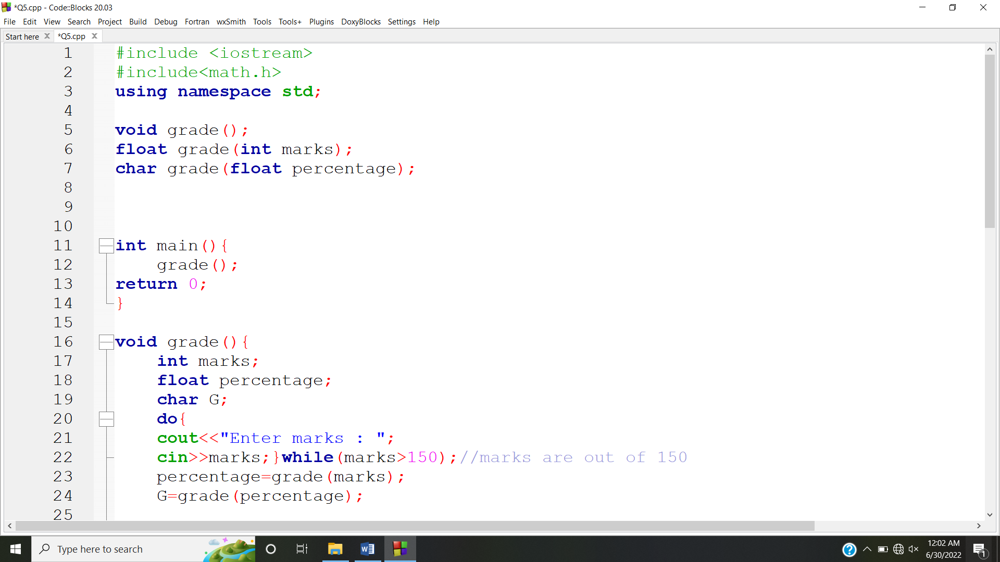 *Q5.cpp - Code::Blocks 20.03
File Edit View Search Project Build Debug Fortran wxSmith Tools Tools+ Plugins DoxyBlocks Settings Help
Start here *Q5.cpp
1 #include <iostream>
2 #include<math.h>
3 using namespace std;
4
5 void grade();
6 float grade(int marks);
7 char grade(float percentage);
8
9
10
11 int main(){
12 grade();
13 return 0;
14 }
15
16 void grade(){
17 int marks;
18 float percentage;
19 char G;
20 do{
21 cout<<"Enter marks : ";
22 cin>>marks;}while(marks>150);//marks are out of 150
23 percentage=grade(marks);
24 G=grade(percentage);
25
Type here to search
12:02 AM
6/30/2022
1